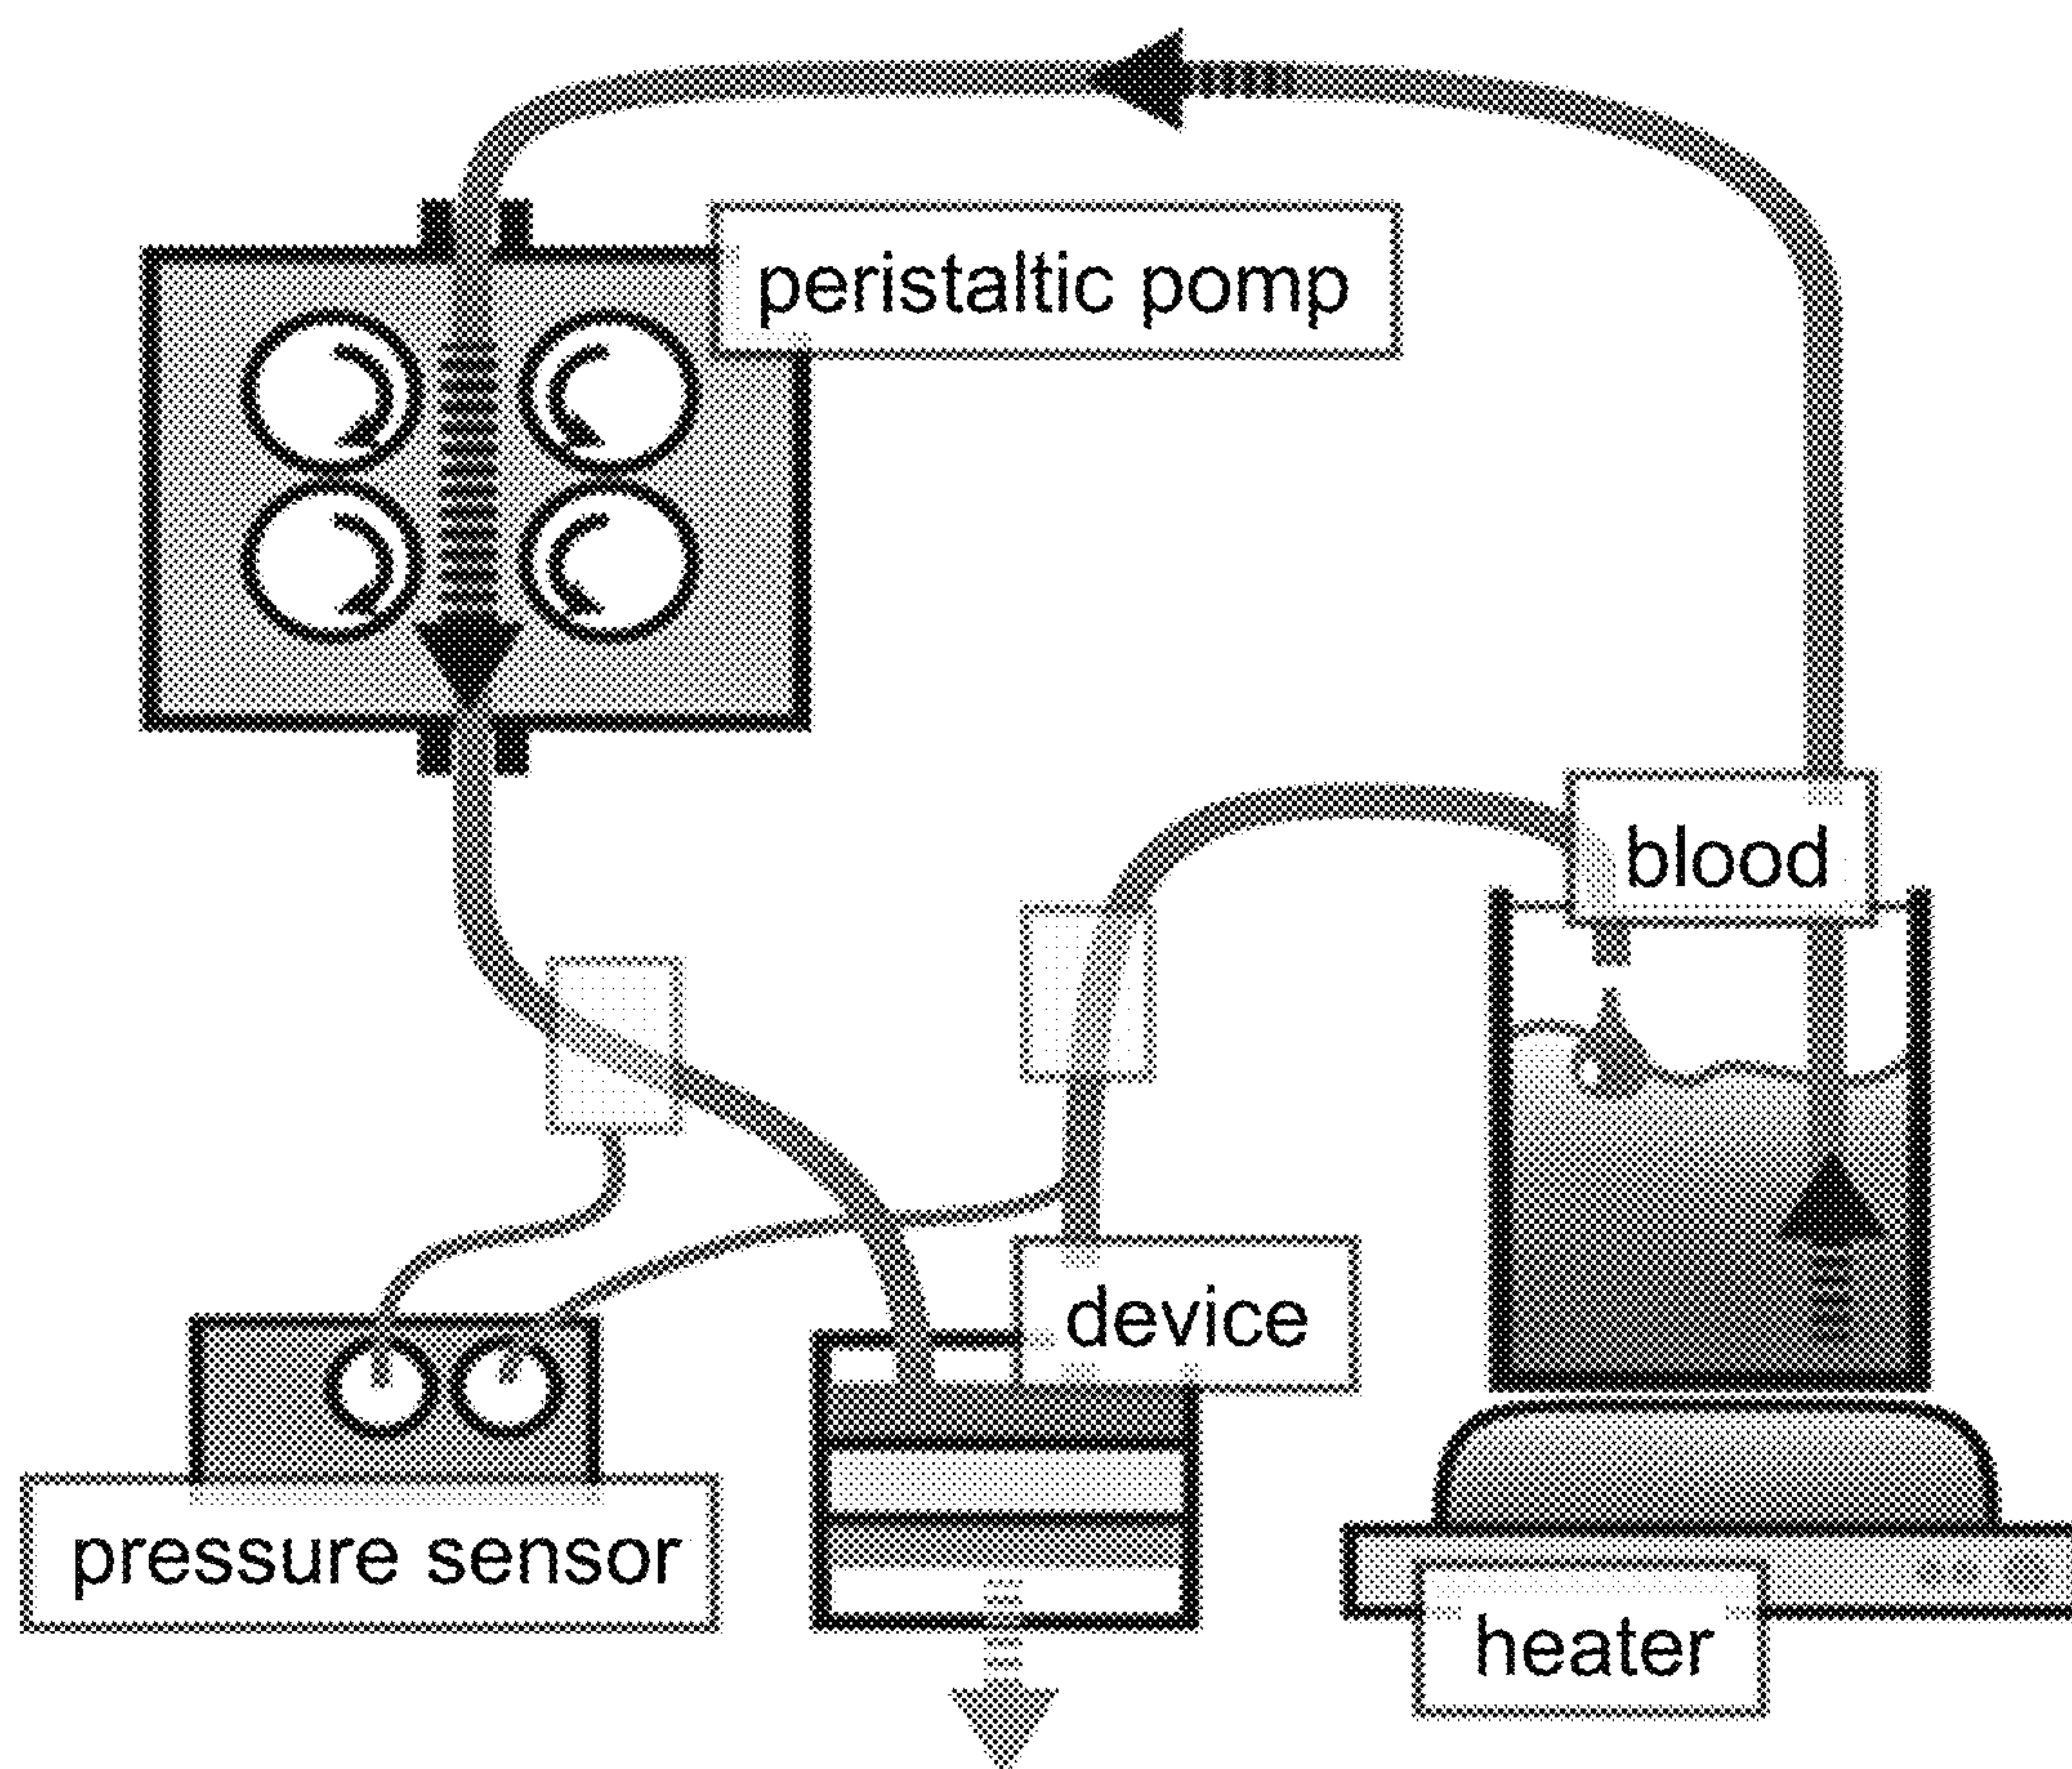 peristaltic pomp
blood
device
pressure sensor
heater